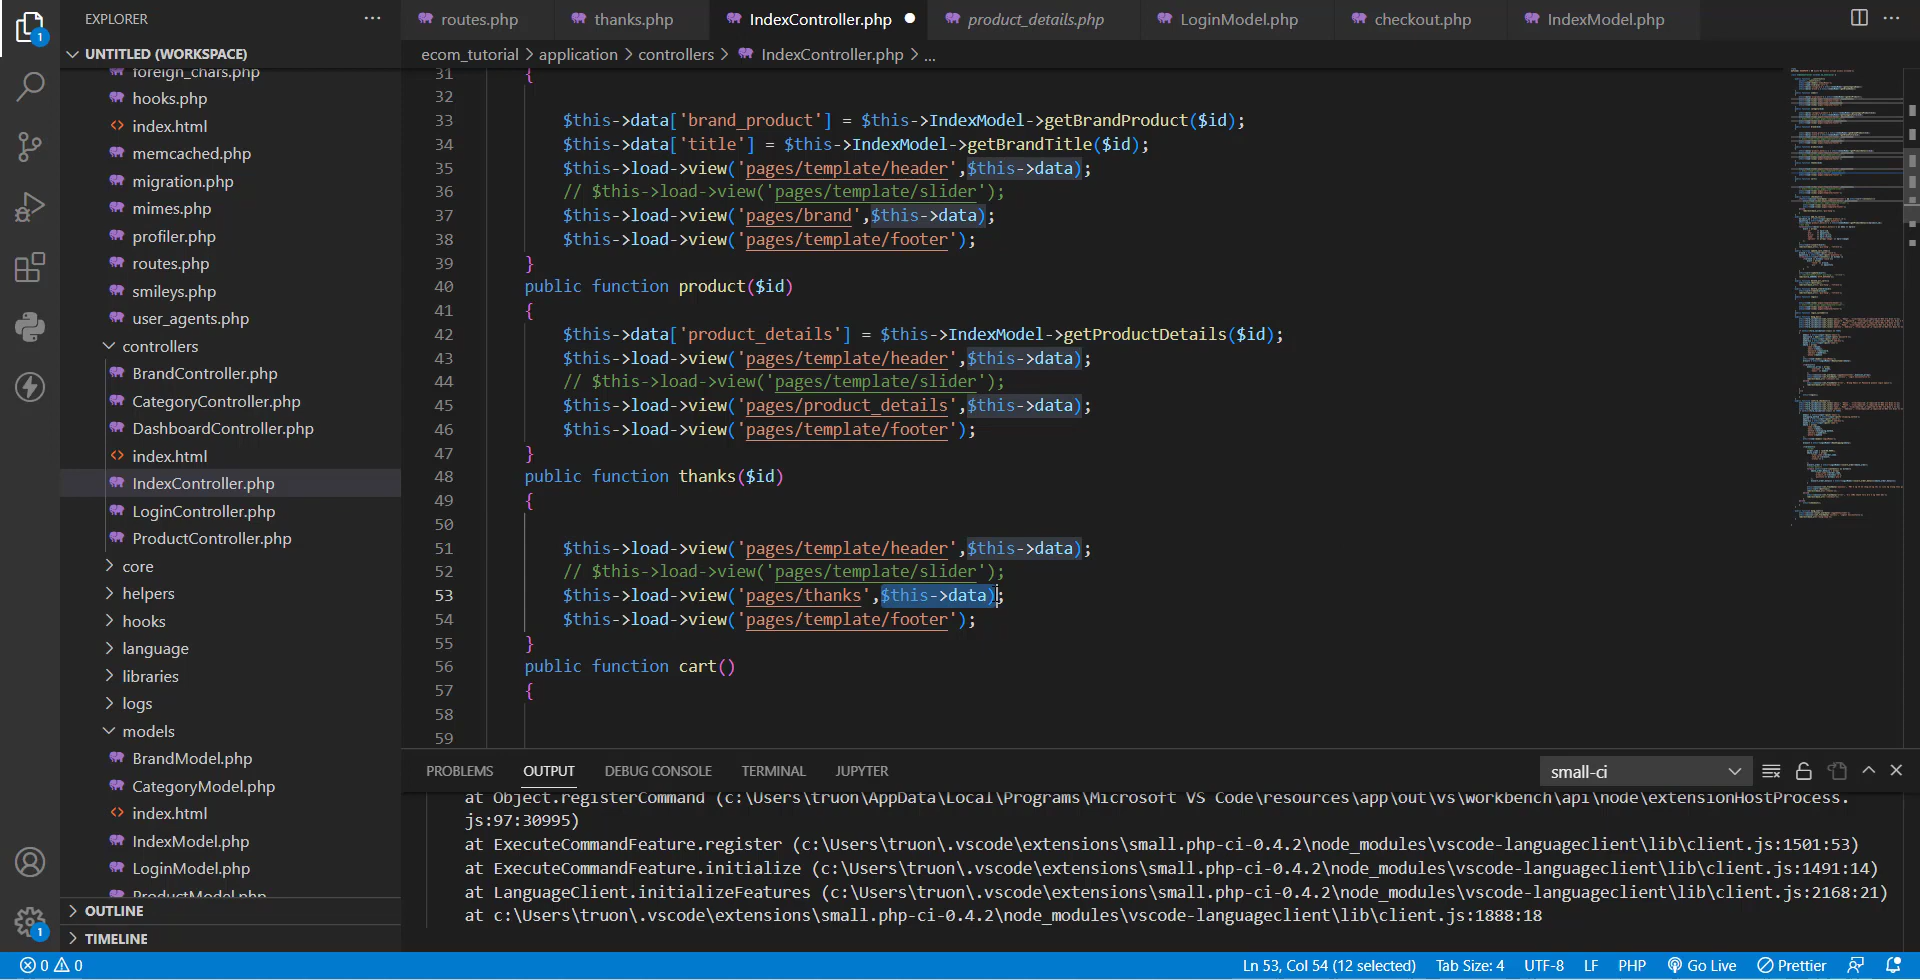 EXPLORER
UNTITLED (WORKSPACE)
foreign_chars.php
hooks.php
index.html
memcached.php
migration.php
mimes.php
profiler.php
routes.php
smileys.php
user_agents.php
controllers
BrandController.php
CategoryController.php
DashboardController.php
index.html
IndexController.php
LoginController.php
ProductController.php
core
helpers
hooks
language
libraries
logs
models
BrandModel.php
CategoryModel.php
index.html
IndexModel.php
LoginModel.php
ProductModel.php
OUTLINE
TIMELINE
1
1
routes.php thanks.php IndexController.php product_details.php LoginModel.php checkout.php IndexModel.php
ecom_tutorial > application > controllers > IndexController.php > ...
31 {
32
33 $this->data['brand_product'] = $this->IndexModel->getBrandProduct($id);
34 $this->data['title'] = $this->IndexModel->getBrandTitle($id);
35 $this->load->view('pages/template/header',$this->data);
36 // $this->load->view('pages/template/slider');
37 $this->load->view('pages/brand',$this->data);
38 $this->load->view('pages/template/footer');
39 }
40 public function product($id)
41 {
42 $this->data['product_details'] = $this->IndexModel->getProductDetails($id);
43 $this->load->view('pages/template/header',$this->data);
44 // $this->load->view('pages/template/slider');
45 $this->load->view('pages/product_details',$this->data);
46 $this->load->view('pages/template/footer');
47 }
48 public function thanks($id)
49 {
50
51 $this->load->view('pages/template/header',$this->data);
52 // $this->load->view('pages/template/slider');
53 $this->load->view('pages/thanks',$this->data);
54 $this->load->view('pages/template/footer');
55 }
56 public function cart()
57 {
58
59
PROBLEMS OUTPUT DEBUG CONSOLE TERMINAL JUPYTER small-ci
at Object.registerCommand (c:\Users\truon\AppData\Local\Programs\Microsoft VS Code\resources\app\out\vs\workbench\api\node\extensionHostProcess.
js:97:30995)
at ExecuteCommandFeature.register (c:\Users\truon\.vscode\extensions\small.php-ci-0.4.2\node_modules\vscode-languageclient\lib\client.js:1501:53)
at ExecuteCommandFeature.initialize (c:\Users\truon\.vscode\extensions\small.php-ci-0.4.2\node_modules\vscode-languageclient\lib\client.js:1491:14)
at LanguageClient.initializeFeatures (c:\Users\truon\.vscode\extensions\small.php-ci-0.4.2\node_modules\vscode-languageclient\lib\client.js:2168:21)
at c:\Users\truon\.vscode\extensions\small.php-ci-0.4.2\node_modules\vscode-languageclient\lib\client.js:1888:18
0 0 Ln 53, Col 54 (12 selected) Tab Size: 4 UTF-8 LF PHP Go Live Prettier